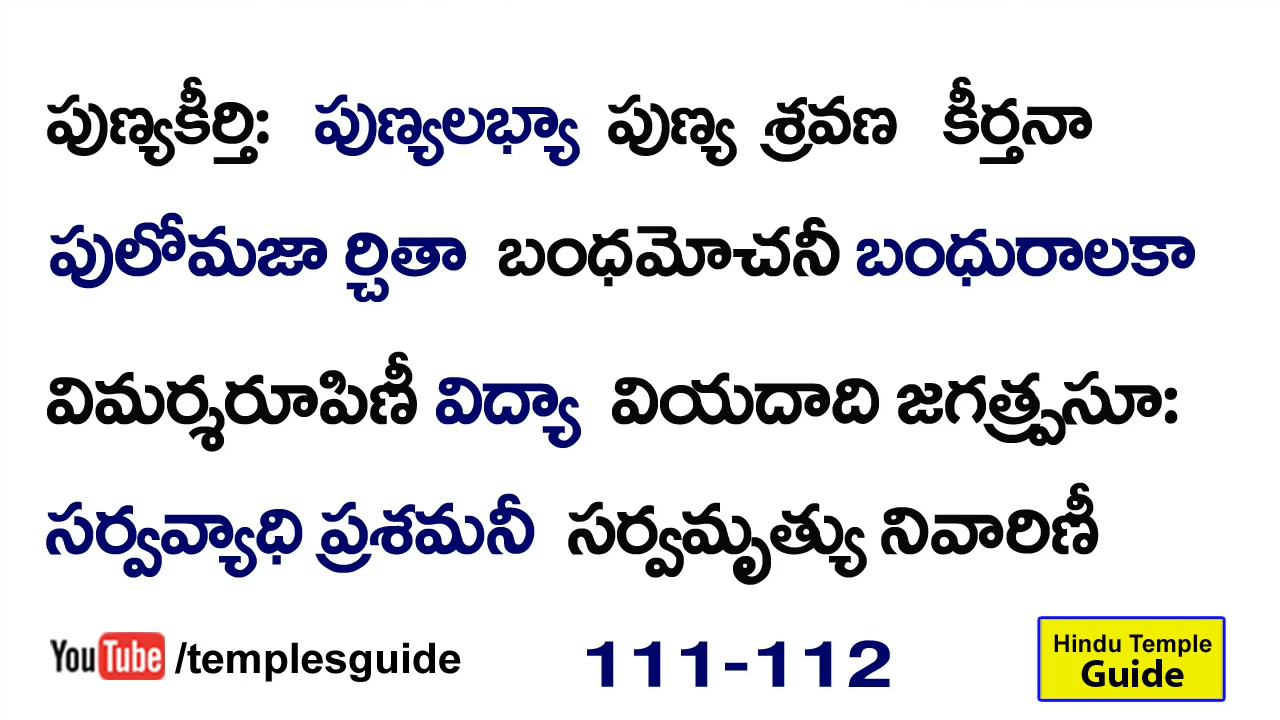 పుణ్యకీర్తి: పుణ్యలభ్యా పుణ్య శ్రవణ కీర్తనా
పులోమజా ర్చితా బంధమోచనీ బంధురాలకా
విమర్శరూపిణీ విద్యా వియదాది జగత్ప్రసూ:
సర్వవ్యాధి ప్రశమనీ సర్వమృత్యు నివారిణీ
YouTube /templesguide 111-112 Hindu Temple
Guide